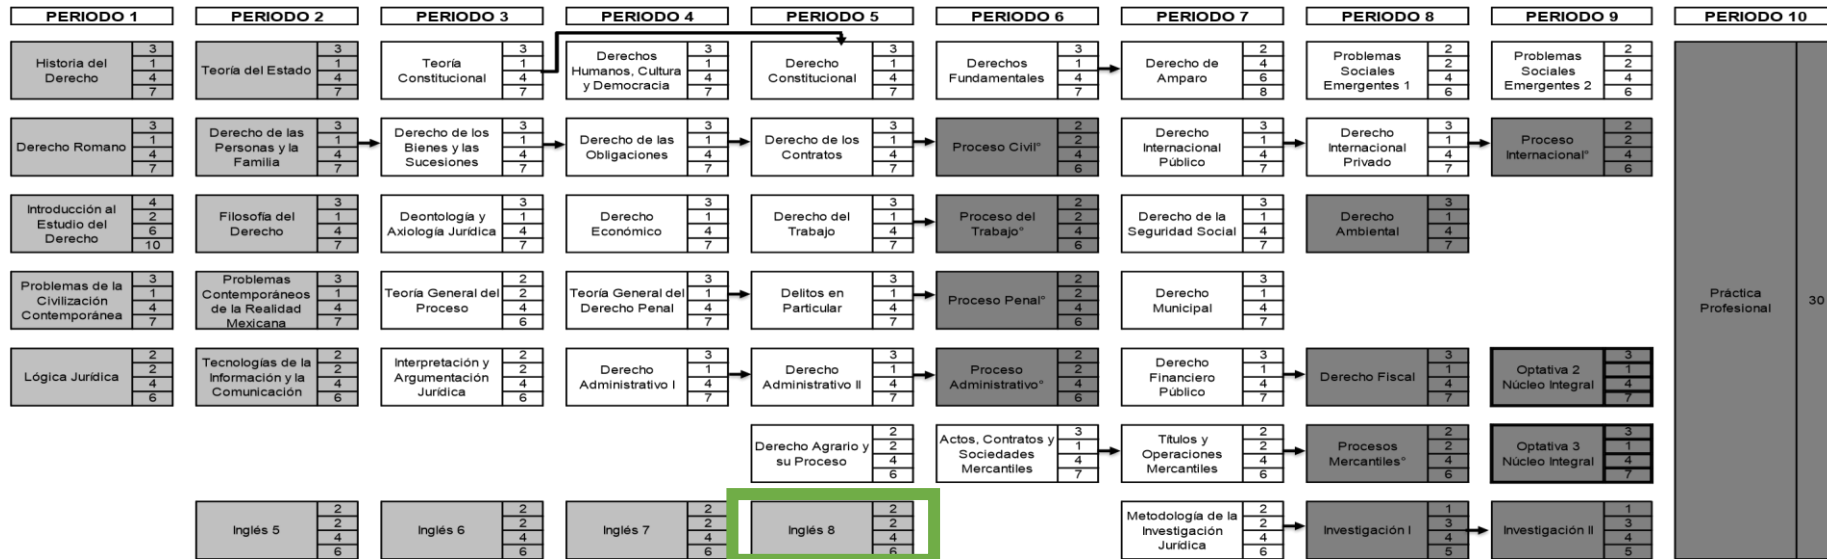 PERIODO 1 PERIODO 2 PERIODO 3 PERIODO 4 PERIODO 5 PERIODO 6 PERIODO 7 PERIODO 8 PERIODO 9 PERIODO 10
Historia del
Derecho
3
1
4
7
Teoría del Estado
3
1
4
7
Teoría
Constitucional
3
1
4
7
Derechos
Humanos, Cultura
y Democracia
3
1
4
7
Derecho
Constitucional
3
1
4
7
Derechos
Fundamentales
3
1
4
7
Derecho de
Amparo
2
4
6
8
Problemas
Sociales
Emergentes 1
2
2
4
6
Problemas
Sociales
Emergentes 2
2
2
4
6
Derecho Romano
3
1
4
7
Derecho de las
Personas y la
Familia
3
1
4
7
Derecho de los
Bienes y las
Sucesiones
3
1
4
7
Derecho de las
Obligaciones
3
1
4
7
Derecho de los
Contratos
3
1
4
7
Proceso Civil°
2
2
4
6
Derecho
Internacional
Público
3
1
4
7
Derecho
Internacional
Privado
3
1
4
7
Proceso
Internacional°
2
2
4
6
Introducción al
Estudio del
Derecho
4
2
6
10
Filosofía del
Derecho
3
1
4
7
Deontología y
Axiología Jurídica
3
1
4
7
Derecho
Económico
3
1
4
7
Derecho del
Trabajo
3
1
4
7
Proceso del
Trabajo°
2
2
4
6
Derecho de la
Seguridad Social
3
1
4
7
Derecho
Ambiental
3
1
4
7
Problemas de la
Civilización
Contemporánea
3
1
4
7
Problemas
Contemporáneos
de la Realidad
Mexicana
3
1
4
7
Teoría General del
Proceso
2
2
4
6
Teoría General del
Derecho Penal
3
1
4
7
Delitos en
Particular
3
1
4
7
Proceso Penal°
2
2
4
6
Derecho
Municipal
3
1
4
7
Práctica
Profesional
30
Lógica Jurídica
2
2
4
6
Tecnologías de la
Información y la
Comunicación
2
2
4
6
Interpretación y
Argumentación
Jurídica
2
2
4
6
Derecho
Administrativo I
3
1
4
7
Derecho
Administrativo II
3
1
4
7
Proceso
Administrativo°
2
2
4
6
Derecho
Financiero
Público
3
1
4
7
Derecho Fiscal
3
1
4
7
Optativa 2
Núcleo Integral
3
1
4
7
Derecho Agrario y
su Proceso
2
2
4
6
Actos, Contratos y
Sociedades
Mercantiles
3
1
4
7
Títulos y
Operaciones
Mercantiles
2
2
4
6
Procesos
Mercantiles°
2
2
4
6
Optativa 3
Núcleo Integral
3
1
4
7
Inglés 5
2
2
4
6
Inglés 6
2
2
4
6
Inglés 7
2
2
4
6
Inglés 8
2
2
4
6
Metodología de la
Investigación
Jurídica
2
2
4
6
Investigación I
1
3
4
5
Investigación II
1
3
4
5